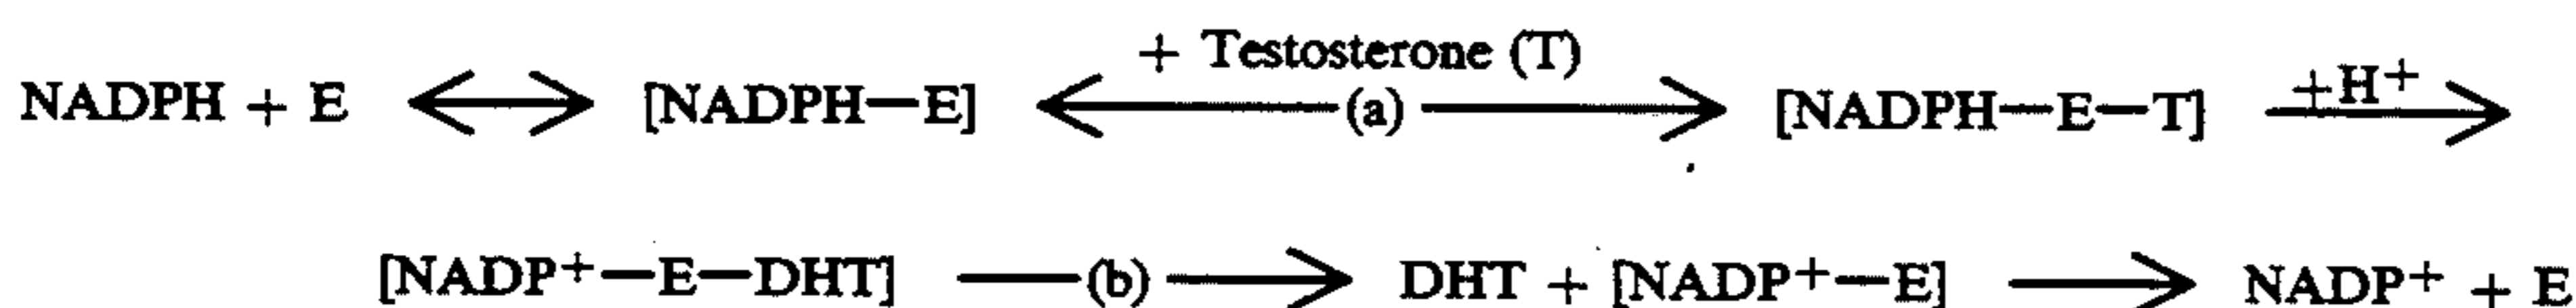 + Testosterone (T)
NADPH + E ⟷ [NADPH—E] ⟵(a)⟶ [NADPH—E—T] +H⁺ ⟶
[NADP⁺—E—DHT] —(b)⟶ DHT + [NADP⁺—E] ⟶ NADP⁺ + E